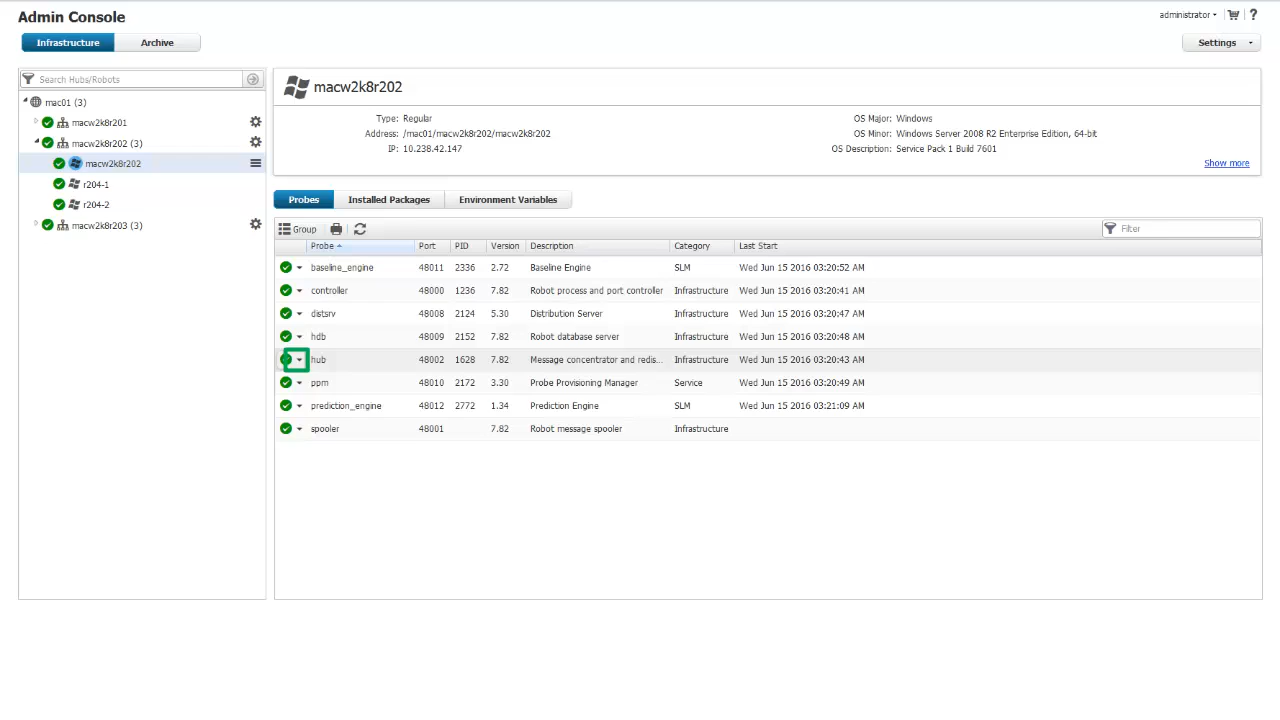 Admin Console
administrator
Infrastructure
Archive
Settings
Search Hubs/Robots
mac01 (3)
macw2k8r201
macw2k8r202 (3)
macw2k8r202
r204-1
r204-2
macw2k8r203 (3)
macw2k8r202
Type: Regular
Address: /mac01/macw2k8r202/macw2k8r202
IP: 10.238.42.147
OS Major: Windows
OS Minor: Windows Server 2008 R2 Enterprise Edition, 64-bit
OS Description: Service Pack 1 Build 7601
Show more
Probes Installed Packages Environment Variables
Group Filter
Probe Port PID Version Description Category Last Start
baseline_engine 48011 2336 2.72 Baseline Engine SLM Wed Jun 15 2016 03:20:52 AM
controller 48000 1236 7.82 Robot process and port controller Infrastructure Wed Jun 15 2016 03:20:41 AM
distsrv 48008 2124 5.30 Distribution Server Infrastructure Wed Jun 15 2016 03:20:47 AM
hdb 48009 2152 7.82 Robot database server Infrastructure Wed Jun 15 2016 03:20:48 AM
hub 48002 1628 7.82 Message concentrator and redis... Infrastructure Wed Jun 15 2016 03:20:43 AM
ppm 48010 2172 3.30 Probe Provisioning Manager Service Wed Jun 15 2016 03:20:49 AM
prediction_engine 48012 2772 1.34 Prediction Engine SLM Wed Jun 15 2016 03:21:09 AM
spooler 48001 7.82 Robot message spooler Infrastructure